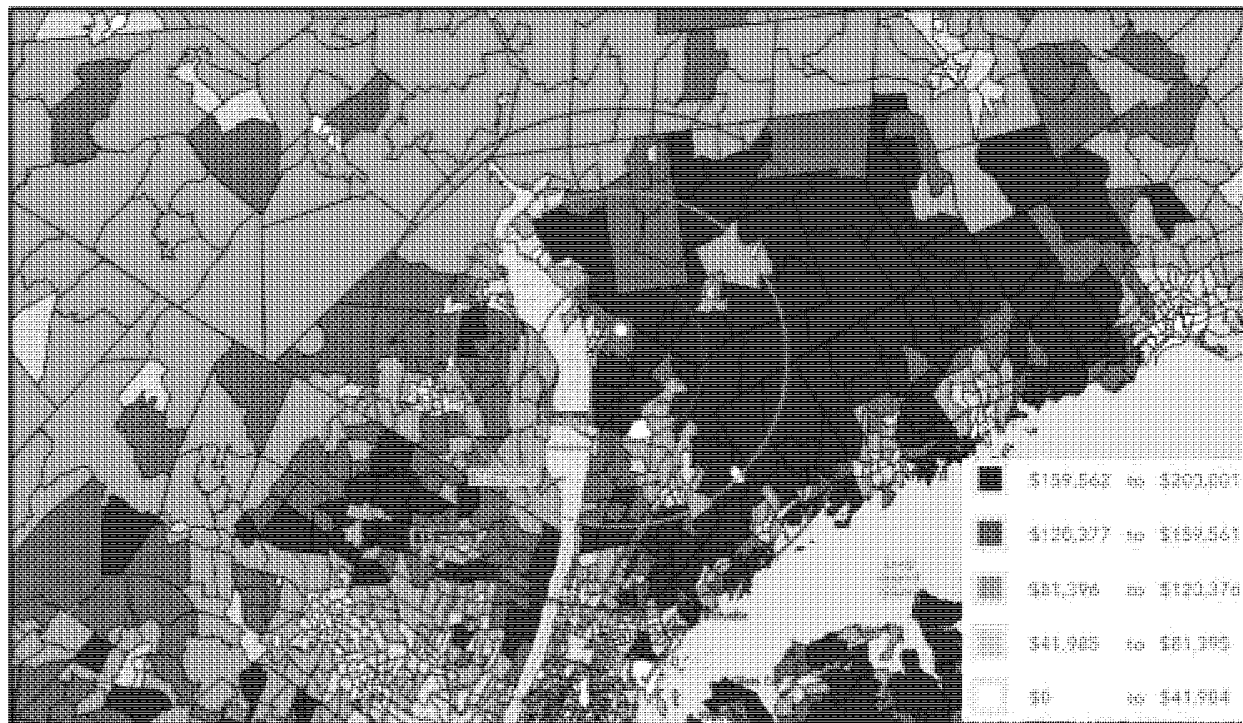 $159,562 to $200,001
$120,377 to $159,561
$81,396 to $120,376
$41,985 to $81,395
$0 to $41,984